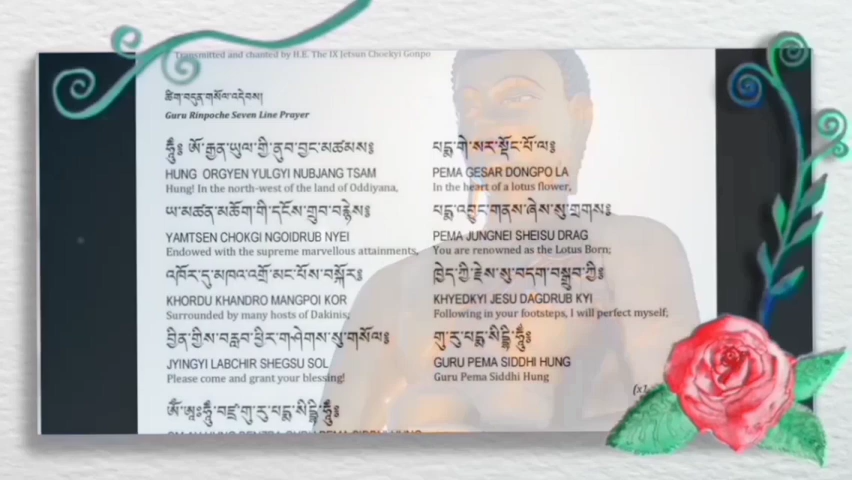 Transmitted and chanted by H.E. The IX Jetsun Choekyi Gonpo
ཚིག་བདུན་གསོལ་འདེབས།
Guru Rinpoche Seven Line Prayer
ཧཱུྃ༔ ཨོ་རྒྱན་ཡུལ་གྱི་ནུབ་བྱང་མཚམས༔
HUNG ORGYEN YULGYI NUBJANG TSAM
Hung! In the north-west of the land of Oddiyana,
ཡ་མཚན་མཆོག་གི་དངོས་གྲུབ་བརྙེས༔
YAMTSEN CHOKGI NGOIDRUB NYEI
Endowed with the supreme marvellous attainments,
འཁོར་དུ་མཁའ་འགྲོ་མང་པོས་བསྐོར༔
KHORDU KHANDRO MANGPOI KOR
Surrounded by many hosts of Dakinis;
བྱིན་གྱིས་བརླབ་ཕྱིར་གཤེགས་སུ་གསོལ༔
JYINGYI LABCHIR SHEGSU SOL
Please come and grant your blessing!
ཨོཾ་ཨཱཿཧཱུྃ༔བཛྲ་གུ་རུ་པདྨ་སིདྡྷི་ཧཱུྃ༔
པདྨ་གེ་སར་སྡོང་པོ་ལ༔
PEMA GESAR DONGPO LA
In the heart of a lotus flower,
པདྨ་འབྱུང་གནས་ཞེས་སུ་གྲགས༔
PEMA JUNGNEI SHEISU DRAG
You are renowned as the Lotus Born;
ཁྱེད་ཀྱི་རྗེས་སུ་བདག་བསྒྲུབ་ཀྱི༔
KHYEDKYI JESU DAGDRUB KYI
Following in your footsteps, I will perfect myself;
གུ་རུ་པདྨ་སིདྡྷི་ཧཱུྃ༔
GURU PEMA SIDDHI HUNG
Guru Pema Siddhi Hung